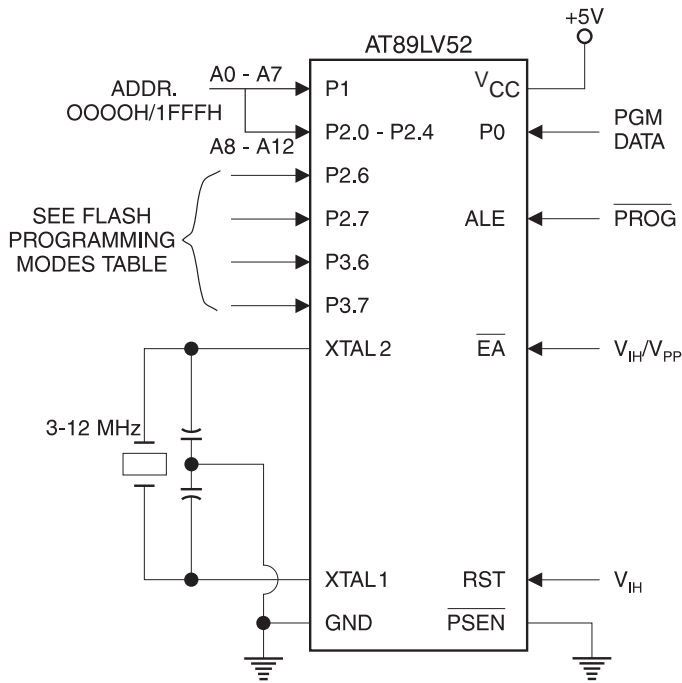 +5V
AT89LV52
ADDR.
OOOOH/1FFFH
A0 - A7
A8 - A12
SEE FLASH
PROGRAMMING
MODES TABLE
3-12 MHz
P1
P2.0 - P2.4
P2.6
P2.7
P3.6
P3.7
XTAL2
XTAL1
GND
VCC
P0
ALE
EA
RST
PSEN
PGM
DATA
PROG
VIH/VPP
VIH